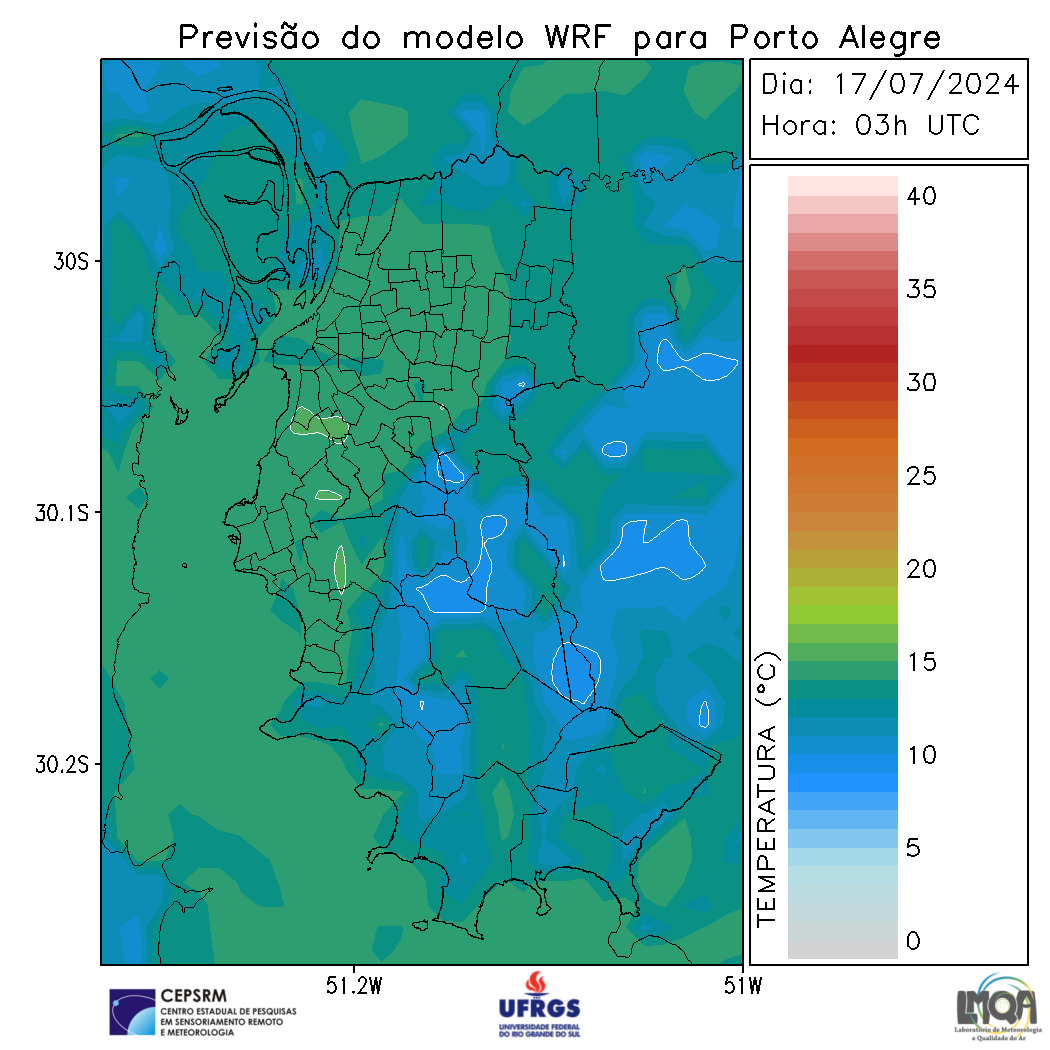 Previsão do modelo WRF para Porto Alegre
Dia: 17/07/2024
Hora: 03h UTC
40
35
30
25
20
15
10
5
0
TEMPERATURA (°C)
30S
30.1S
30.2S
51.2W
51W
CEPSRM
CENTRO ESTADUAL DE PESQUISAS
EM SENSORIAMENTO REMOTO
E METEOROLOGIA
UFRGS
UNIVERSIDADE FEDERAL
DO RIO GRANDE DO SUL
LMQA
Laboratório de Meteorologia
e Qualidade do Ar